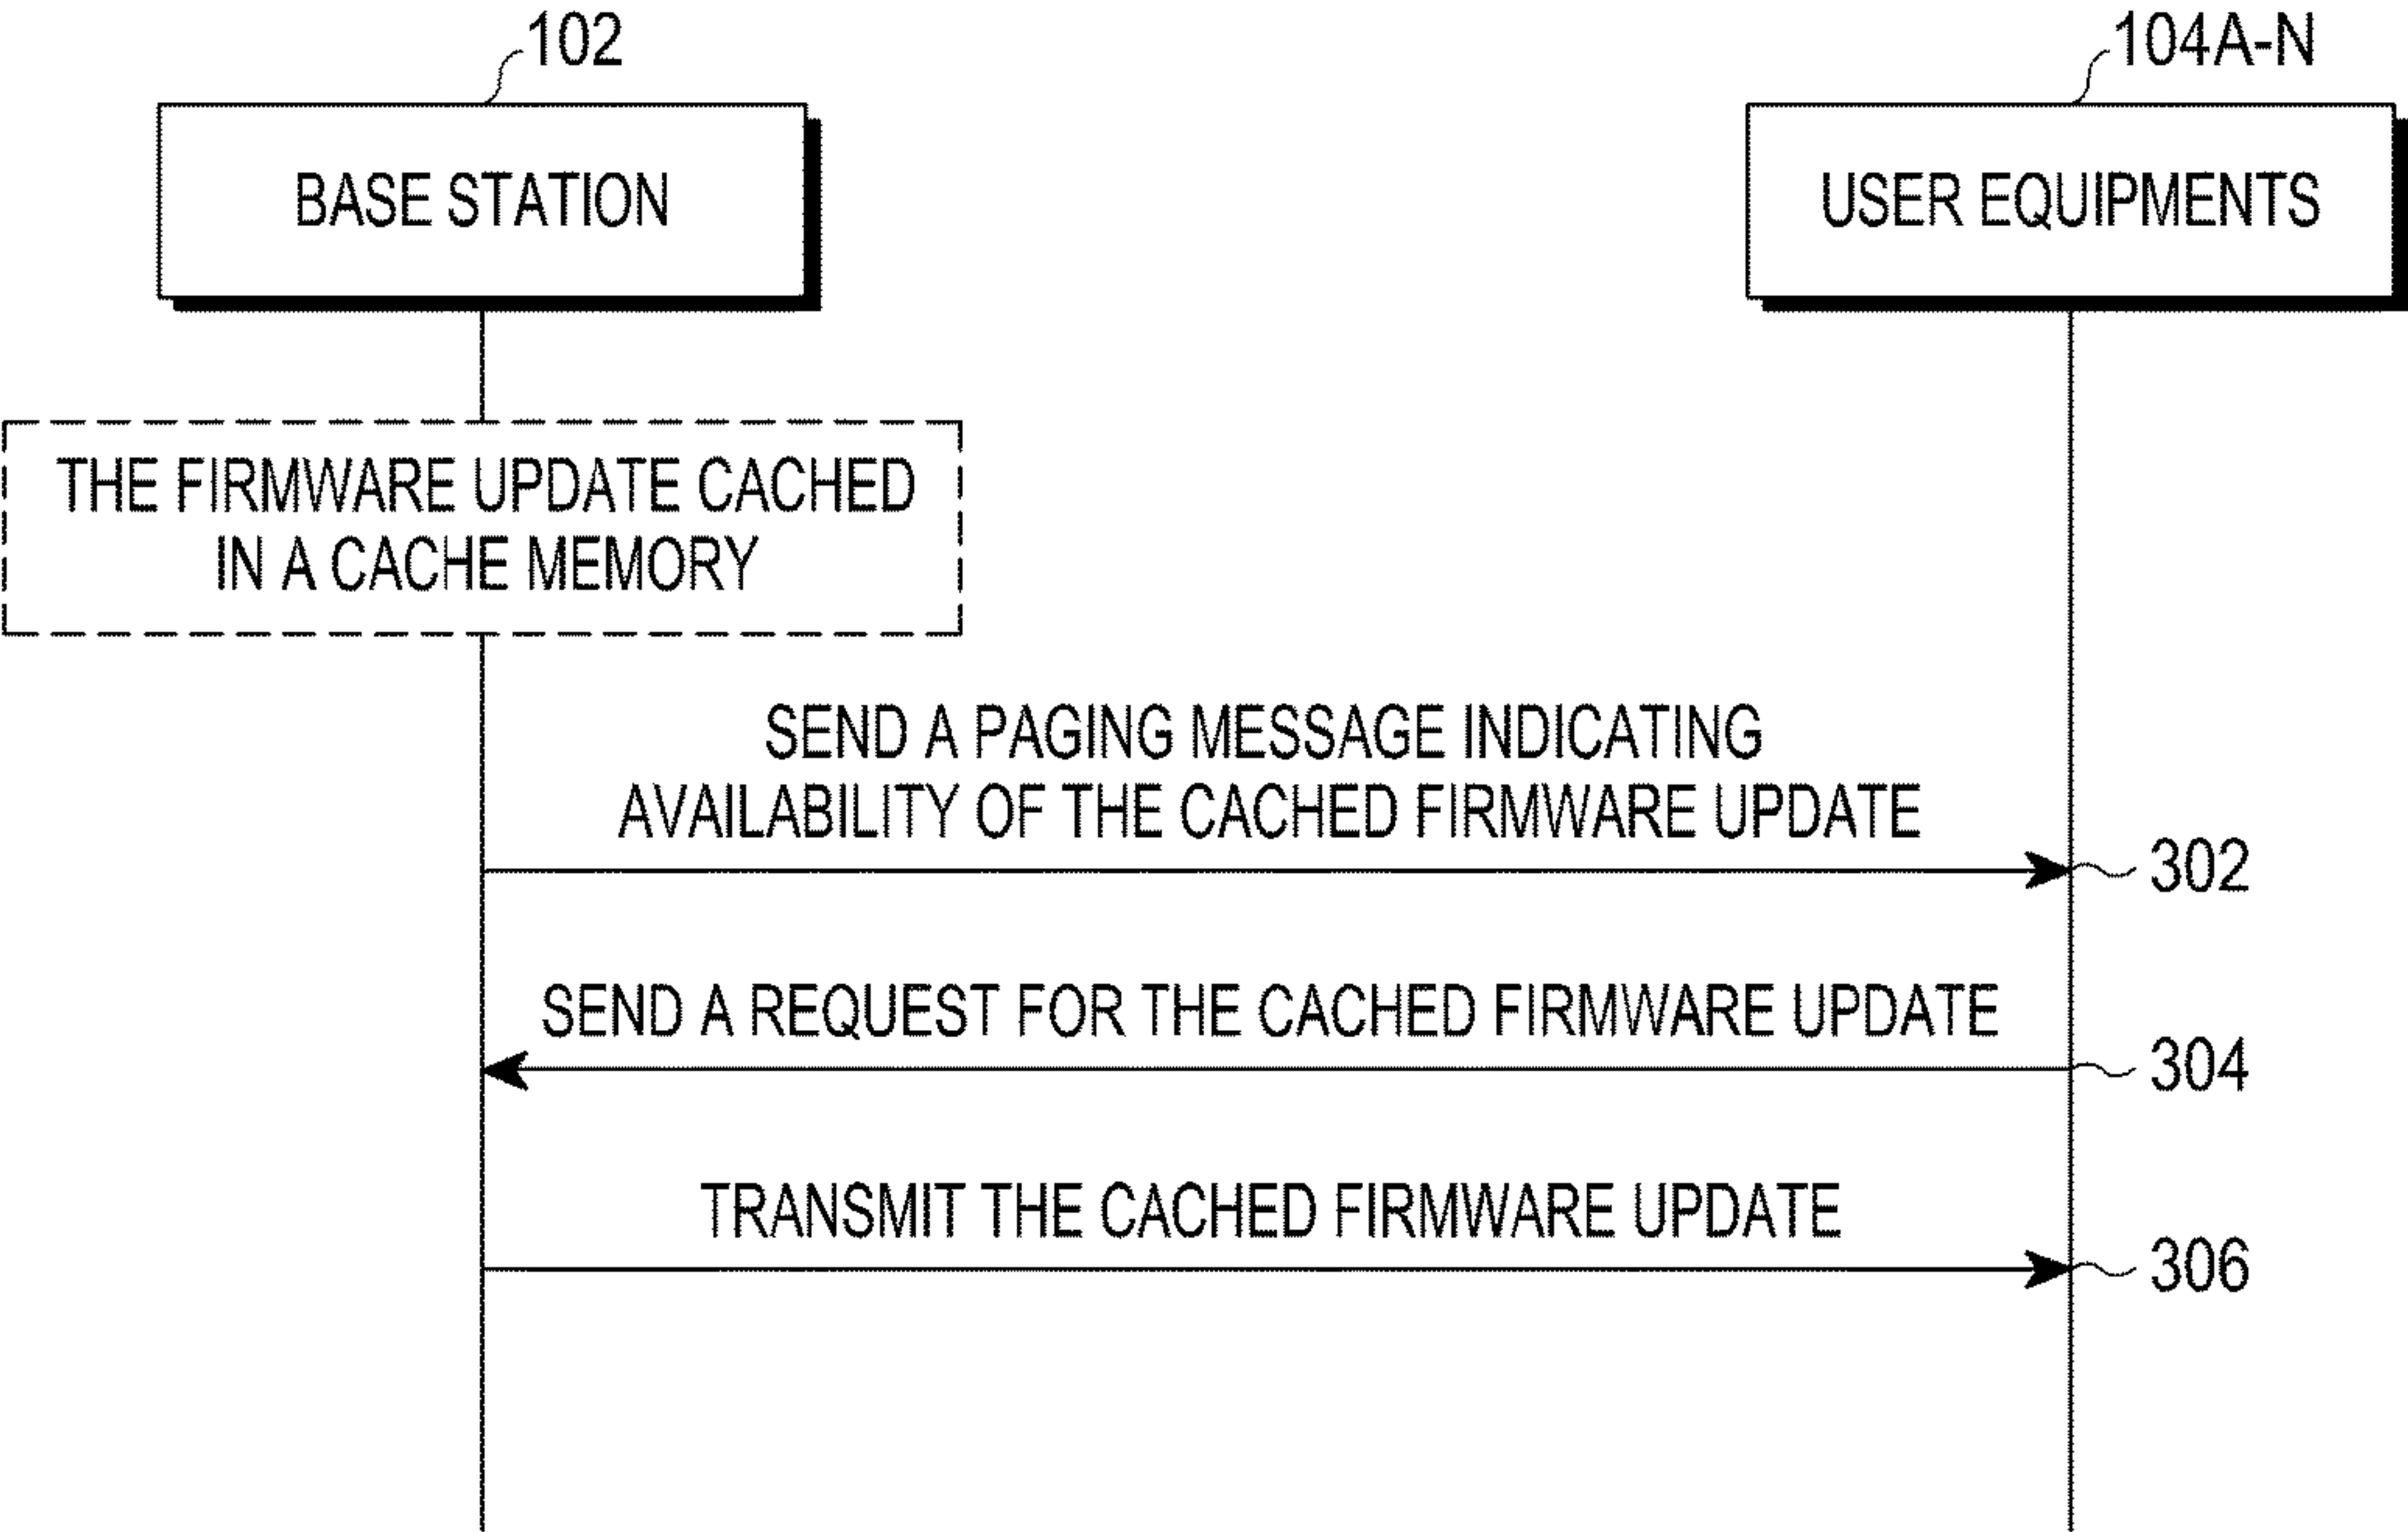 102
104A-N
BASE STATION
USER EQUIPMENTS
THE FIRMWARE UPDATE CACHED
IN A CACHE MEMORY
SEND A PAGING MESSAGE INDICATING
AVAILABILITY OF THE CACHED FIRMWARE UPDATE
302
SEND A REQUEST FOR THE CACHED FIRMWARE UPDATE
304
TRANSMIT THE CACHED FIRMWARE UPDATE
306